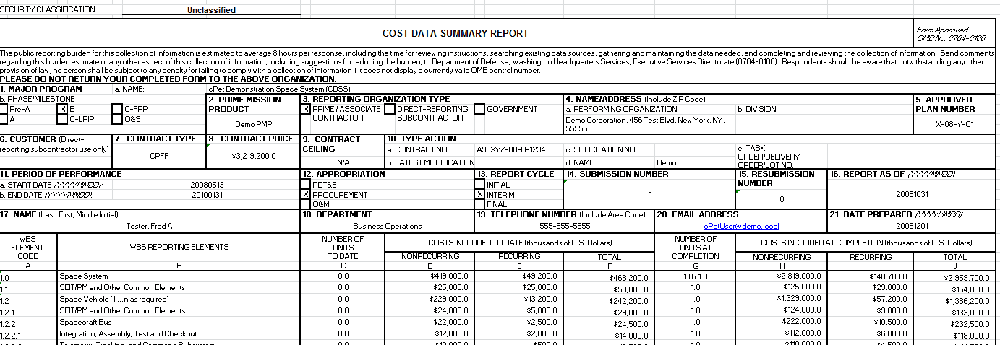 SECURITY CLASSIFICATION Unclassified
COST DATA SUMMARY REPORT
Form Approved
OMB No. 0704-0188
The public reporting burden for this collection of information is estimated to average 8 hours per response, including the time for reviewing instructions, searching existing data sources, gathering and maintaining the data needed, and completing and reviewing the collection of information. Send comments
regarding this burden estimate or any other aspect of this collection of information, including suggestions for reducing the burden, to Department of Defense, Washington Headquarters Services, Executive Services Directorate (0704-0188). Respondents should be aware that notwithstanding any other
provision of law, no person shall be subject to any penalty for failing to comply with a collection of information if it does not display a currently valid OMB control number.
PLEASE DO NOT RETURN YOUR COMPLETED FORM TO THE ABOVE ORGANIZATION.
1. MAJOR PROGRAM a. NAME: cPet Demonstration Space System (CDSS)
b. PHASE/MILESTONE
Pre-A X B C-FRP
A C-LRIP O&S
2. PRIME MISSION
PRODUCT
Demo PMP
3. REPORTING ORGANIZATION TYPE
X PRIME / ASSOCIATE
CONTRACTOR
DIRECT-REPORTING
SUBCONTRACTOR
GOVERNMENT
4. NAME/ADDRESS (Include ZIP Code)
a. PERFORMING ORGANIZATION b. DIVISION
Demo Corporation, 456 Test Blvd, New York, NY,
55555
5. APPROVED
PLAN NUMBER
X-08-Y-C1
6. CUSTOMER (Direct-
reporting subcontractor use only)
7. CONTRACT TYPE
CPFF
8. CONTRACT PRICE
$3,219,200.0
9. CONTRACT
CEILING
N/A
10. TYPE ACTION
a. CONTRACT NO.: A99XYZ-08-B-1234 c. SOLICITATION NO.:
b. LATEST MODIFICATION d. NAME: Demo
e. TASK
ORDER/DELIVERY
ORDER/LOT NO.:
11. PERIOD OF PERFORMANCE
a. START DATE (YYYYMMDD): 20080513
b. END DATE (YYYYMMDD): 20100131
12. APPROPRIATION
RDT&E
X PROCUREMENT
O&M
13. REPORT CYCLE
INITIAL
X INTERIM
FINAL
14. SUBMISSION NUMBER
1
15. RESUBMISSION
NUMBER
0
16. REPORT AS OF (YYYYMMDD)
20081031
17. NAME (Last, First, Middle Initial)
Tester, Fred A
18. DEPARTMENT
Business Operations
19. TELEPHONE NUMBER (Include Area Code)
555-555-5555
20. EMAIL ADDRESS
cPetUser@demo.local
21. DATE PREPARED (YYYYMMDD)
20081201
WBS
ELEMENT
CODE
A
WBS REPORTING ELEMENTS
B
NUMBER OF
UNITS
TO DATE
C
COSTS INCURRED TO DATE (thousands of U.S. Dollars)
NONRECURRING RECURRING TOTAL
D E F
NUMBER OF
UNITS AT
COMPLETION
G
COSTS INCURRED AT COMPLETION (thousands of U.S. Dollars)
NONRECURRING RECURRING TOTAL
H I J
1.0 Space System 0.0 $419,000.0 $49,200.0 $468,200.0 1.0 / 1.0 $2,819,000.0 $140,700.0 $2,959,700.0
1.1 SEIT/PM and Other Common Elements 0.0 $25,000.0 $25,000.0 $50,000.0 1.0 $125,000.0 $29,000.0 $154,000.0
1.2 Space Vehicle (1....n as required) 0.0 $229,000.0 $13,200.0 $242,200.0 1.0 $1,329,000.0 $57,200.0 $1,386,200.0
1.2.1 SEIT/PM and Other Common Elements 0.0 $24,000.0 $5,000.0 $29,000.0 1.0 $124,000.0 $9,000.0 $133,000.0
1.2.2 Spacecraft Bus 0.0 $22,000.0 $2,500.0 $24,500.0 1.0 $222,000.0 $10,500.0 $232,500.0
1.2.2.1 Integration, Assembly, Test and Checkout 0.0 $12,000.0 $2,000.0 $14,000.0 1.0 $112,000.0 $6,000.0 $118,000.0